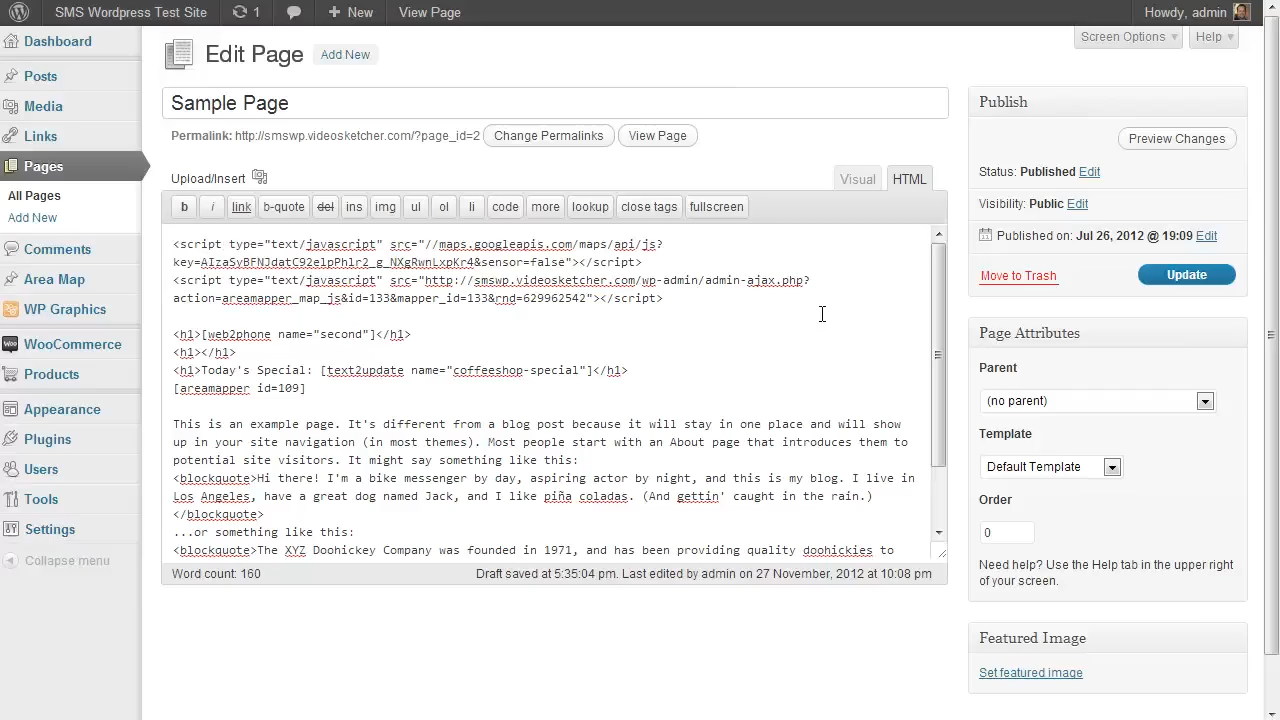 SMS Wordpress Test Site 1 New View Page Howdy, admin
Screen Options Help
Dashboard
Posts
Media
Links
Pages
All Pages
Add New
Comments
Area Map
WP Graphics
WooCommerce
Products
Appearance
Plugins
Users
Tools
Settings
Collapse menu
Edit Page Add New
Sample Page
Permalink: http://smswp.videosketcher.com/?page_id=2 Change Permalinks View Page
Upload/Insert Visual HTML
b i link b-quote del ins img ul ol li code more lookup close tags fullscreen
<script type="text/javascript" src="//maps.googleapis.com/maps/api/js?
key=AIzaSyBFNJdatC92elpPhlr2_g_NXgRwnLxpKr4&sensor=false"></script>
<script type="text/javascript" src="http://smswp.videosketcher.com/wp-admin/admin-ajax.php?
action=areamapper_map_js&id=133&mapper_id=133&rnd=629962542"></script>
<h1>[web2phone name="second"]</h1>
<h1></h1>
<h1>Today's Special: [text2update name="coffeeshop-special"]</h1>
[areamapper id=109]
This is an example page. It's different from a blog post because it will stay in one place and will show
up in your site navigation (in most themes). Most people start with an About page that introduces them to
potential site visitors. It might say something like this:
<blockquote>Hi there! I'm a bike messenger by day, aspiring actor by night, and this is my blog. I live in
Los Angeles, have a great dog named Jack, and I like piña coladas. (And gettin' caught in the rain.)
</blockquote>
...or something like this:
<blockquote>The XYZ Doohickey Company was founded in 1971, and has been providing quality doohickies to
Word count: 160 Draft saved at 5:35:04 pm. Last edited by admin on 27 November, 2012 at 10:08 pm
Publish
Preview Changes
Status: Published Edit
Visibility: Public Edit
Published on: Jul 26, 2012 @ 19:09 Edit
Move to Trash Update
Page Attributes
Parent
(no parent)
Template
Default Template
Order
0
Need help? Use the Help tab in the upper right
of your screen.
Featured Image
Set featured image